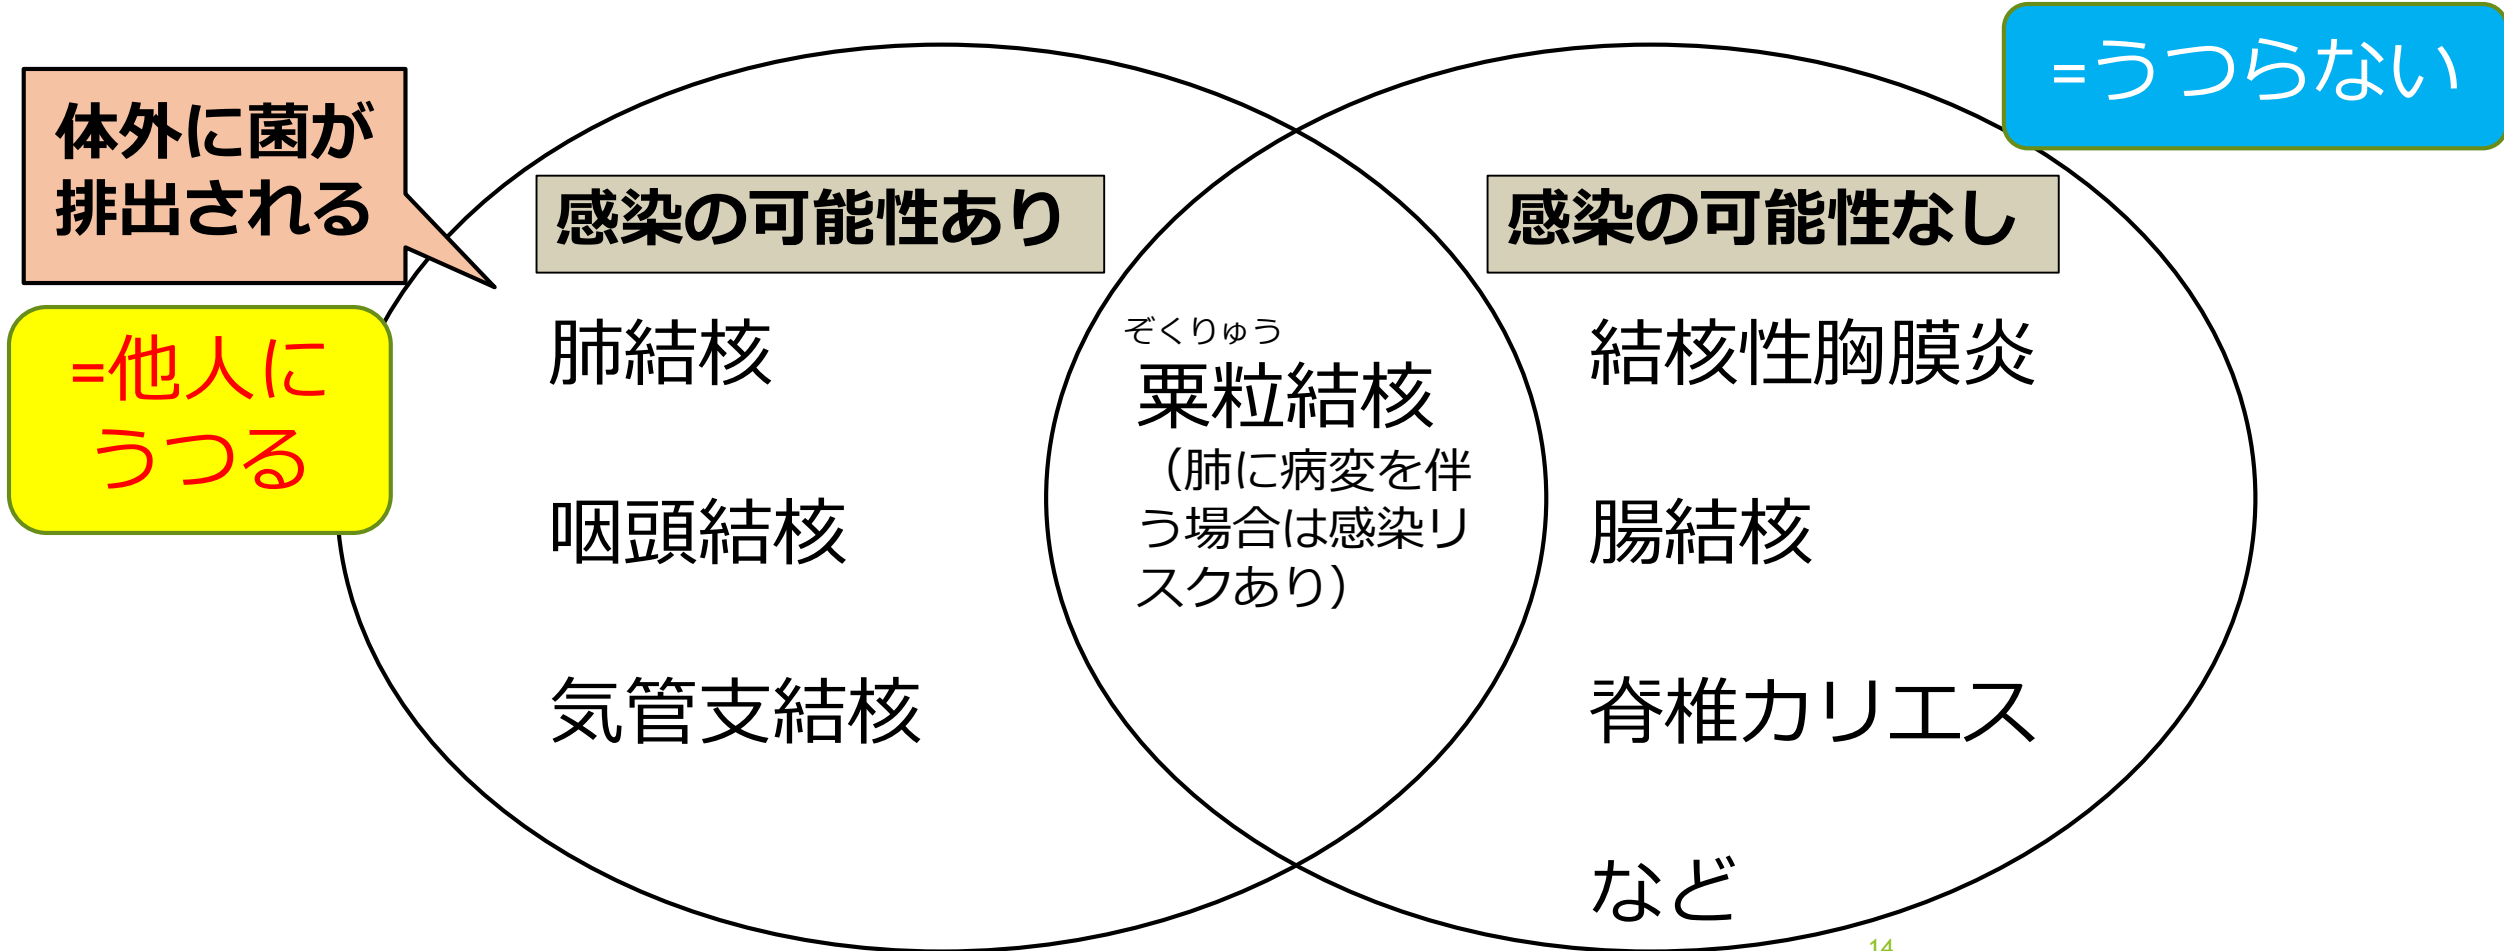 体外に菌が
排出される
=他人に
うつつる
感染の可能性あり
肺結核
咽頭結核
気管支結核
ぞくりゅつ
粟粒結核
（肺に病変を伴
う場合は感染リ
スクあり）
=うつつらない
感染の可能性なし
結核性胸膜炎
腸結核
脊椎カリエス
など
14